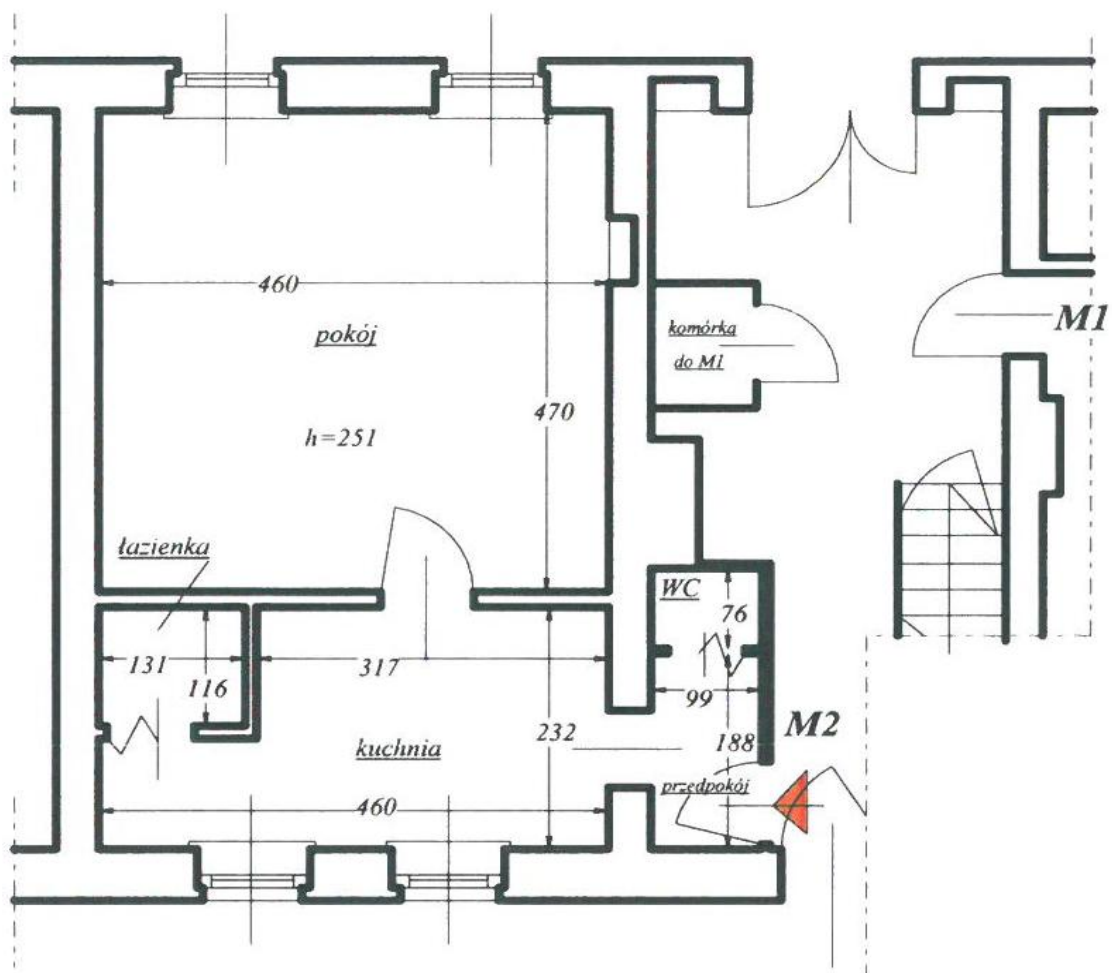 460
pokój
h=251
470
komórka
do M1
M1
łazienka
WC
76
131
116
317
232
99
188
M2
kuchnia
przedpokój
460